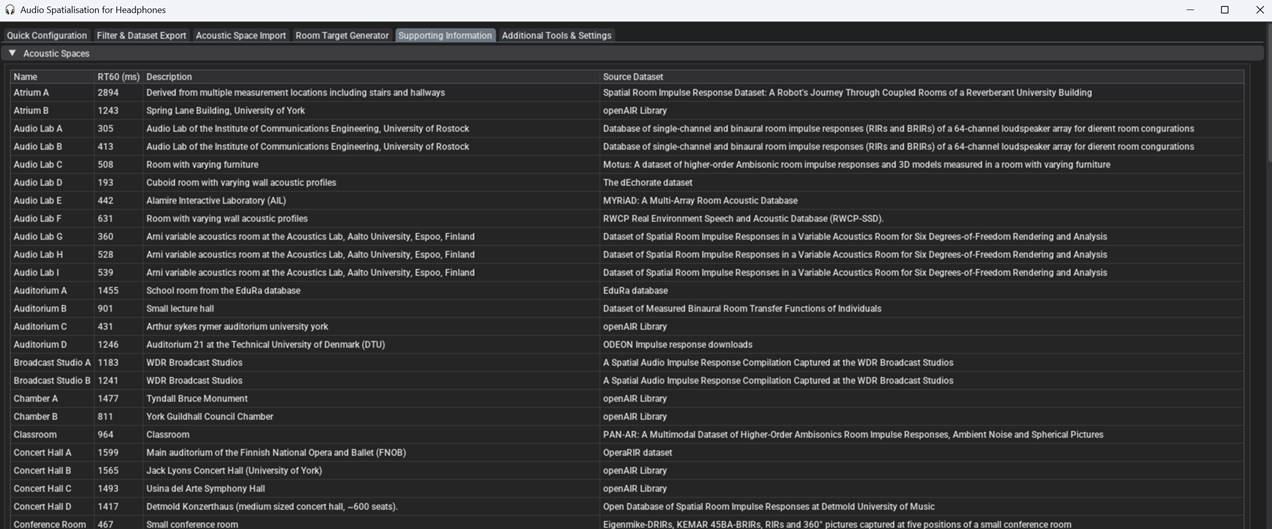 Audio Spatialisation for Headphones
Quick Configuration Filter & Dataset Export Acoustic Space Import Room Target Generator Supporting Information Additional Tools & Settings
Acoustic Spaces
Name RT60 (ms) Description Source Dataset
Atrium A 2894 Derived from multiple measurement locations including stairs and hallways Spatial Room Impulse Response Dataset: A Robot's Journey Through Coupled Rooms of a Reverberant University Building
Atrium B 1243 Spring Lane Building, University of York openAIR Library
Audio Lab A 305 Audio Lab of the Institute of Communications Engineering, University of Rostock Database of single-channel and binaural room impulse responses (RIRs and BRIRs) of a 64-channel loudspeaker array for dierent room congurations
Audio Lab B 413 Audio Lab of the Institute of Communications Engineering, University of Rostock Database of single-channel and binaural room impulse responses (RIRs and BRIRs) of a 64-channel loudspeaker array for dierent room congurations
Audio Lab C 508 Room with varying furniture Motus: A dataset of higher-order Ambisonic room impulse responses and 3D models measured in a room with varying furniture
Audio Lab D 193 Cuboid room with varying wall acoustic profiles The dEchorate dataset
Audio Lab E 442 Alamire Interactive Laboratory (AIL) MYRiAD: A Multi-Array Room Acoustic Database
Audio Lab F 631 Room with varying wall acoustic profiles RWCP Real Environment Speech and Acoustic Database (RWCP-SSD).
Audio Lab G 360 Arni variable acoustics room at the Acoustics Lab, Aalto University, Espoo, Finland Dataset of Spatial Room Impulse Responses in a Variable Acoustics Room for Six Degrees-of-Freedom Rendering and Analysis
Audio Lab H 528 Arni variable acoustics room at the Acoustics Lab, Aalto University, Espoo, Finland Dataset of Spatial Room Impulse Responses in a Variable Acoustics Room for Six Degrees-of-Freedom Rendering and Analysis
Audio Lab I 539 Arni variable acoustics room at the Acoustics Lab, Aalto University, Espoo, Finland Dataset of Spatial Room Impulse Responses in a Variable Acoustics Room for Six Degrees-of-Freedom Rendering and Analysis
Auditorium A 1455 School room from the EduRa database EduRa database
Auditorium B 901 Small lecture hall Dataset of Measured Binaural Room Transfer Functions of Individuals
Auditorium C 431 Arthur sykes rymer auditorium university york openAIR Library
Auditorium D 1246 Auditorium 21 at the Technical University of Denmark (DTU) ODEON Impulse response downloads
Broadcast Studio A 1183 WDR Broadcast Studios A Spatial Audio Impulse Response Compilation Captured at the WDR Broadcast Studios
Broadcast Studio B 1241 WDR Broadcast Studios A Spatial Audio Impulse Response Compilation Captured at the WDR Broadcast Studios
Chamber A 1477 Tyndall Bruce Monument openAIR Library
Chamber B 811 York Guildhall Council Chamber openAIR Library
Classroom 964 Classroom PAN-AR: A Multimodal Dataset of Higher-Order Ambisonics Room Impulse Responses, Ambient Noise and Spherical Pictures
Concert Hall A 1599 Main auditorium of the Finnish National Opera and Ballet (FNOB) OperaRIR dataset
Concert Hall B 1565 Jack Lyons Concert Hall (University of York) openAIR Library
Concert Hall C 1493 Usina del Arte Symphony Hall openAIR Library
Concert Hall D 1417 Detmold Konzerthaus (medium sized concert hall, ~600 seats). Open Database of Spatial Room Impulse Responses at Detmold University of Music
Conference Room 467 Small conference room Eigenmike-DRIRs, KEMAR 45BA-BRIRs, RIRs and 360° pictures captured at five positions of a small conference room